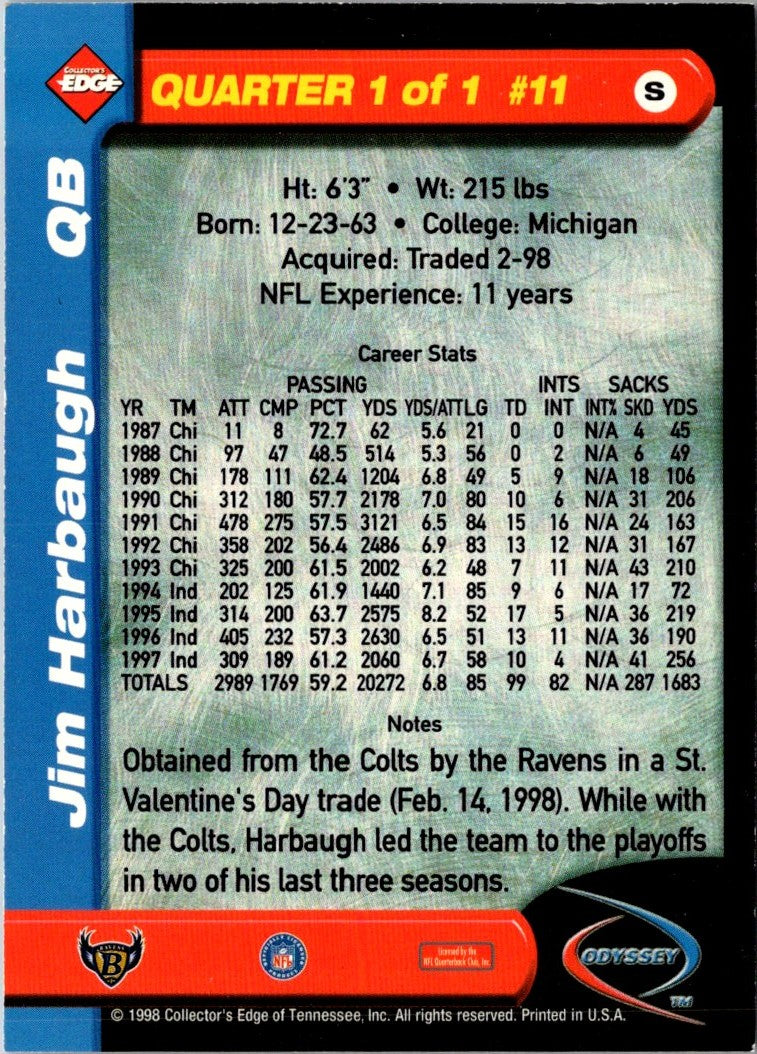 COLLECTOR'S
EDGE
QUARTER 1 of 1 #11
S
Jim Harbaugh QB
Ht: 6'3" • Wt: 215 lbs
Born: 12-23-63 • College: Michigan
Acquired: Traded 2-98
NFL Experience: 11 years
Career Stats
PASSING INTS SACKS
YR TM ATT CMP PCT YDS YDS/ATT LG TD INT INT% SKD YDS
1987 Chi 11 8 72.7 62 5.6 21 0 0 N/A 4 45
1988 Chi 97 47 48.5 514 5.3 56 0 2 N/A 6 49
1989 Chi 178 111 62.4 1204 6.8 49 5 9 N/A 18 106
1990 Chi 312 180 57.7 2178 7.0 80 10 6 N/A 31 206
1991 Chi 478 275 57.5 3121 6.5 84 15 16 N/A 24 163
1992 Chi 358 202 56.4 2486 6.9 83 13 12 N/A 31 167
1993 Chi 325 200 61.5 2002 6.2 48 7 11 N/A 43 210
1994 Ind 202 125 61.9 1440 7.1 85 9 6 N/A 17 72
1995 Ind 314 200 63.7 2575 8.2 52 17 5 N/A 36 219
1996 Ind 405 232 57.3 2630 6.5 51 13 11 N/A 36 190
1997 Ind 309 189 61.2 2060 6.7 58 10 4 N/A 41 256
TOTALS 2989 1769 59.2 20272 6.8 85 99 82 N/A 287 1683
Notes
Obtained from the Colts by the Ravens in a St.
Valentine's Day trade (Feb. 14, 1998). While with
the Colts, Harbaugh led the team to the playoffs
in two of his last three seasons.
RAVENS
B
NFL
Licensed by the
NFL Quarterback Club, Inc.
ODYSSEY
TM
© 1998 Collector's Edge of Tennessee, Inc. All rights reserved. Printed in U.S.A.